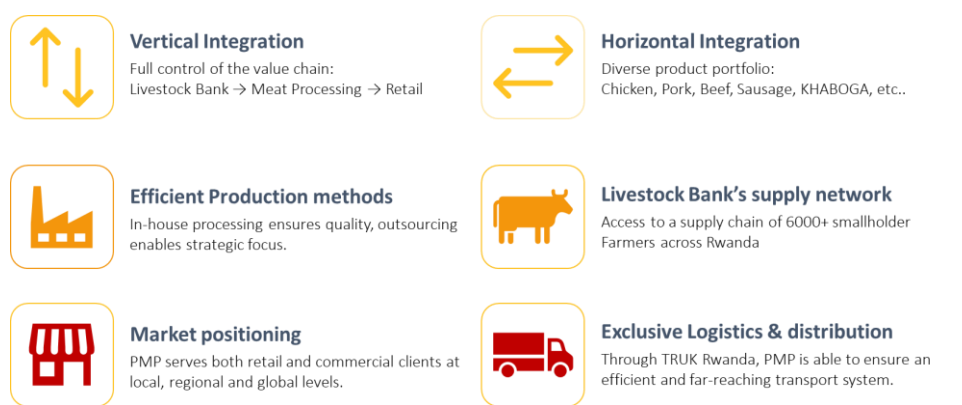 Vertical Integration
Full control of the value chain:
Livestock Bank → Meat Processing → Retail
Horizontal Integration
Diverse product portfolio:
Chicken, Pork, Beef, Sausage, KHABOGA, etc..
Efficient Production methods
In-house processing ensures quality, outsourcing
enables strategic focus.
Livestock Bank's supply network
Access to a supply chain of 6000+ smallholder
Farmers across Rwanda
Market positioning
PMP serves both retail and commercial clients at
local, regional and global levels.
Exclusive Logistics & distribution
Through TRUK Rwanda, PMP is able to ensure an
efficient and far-reaching transport system.